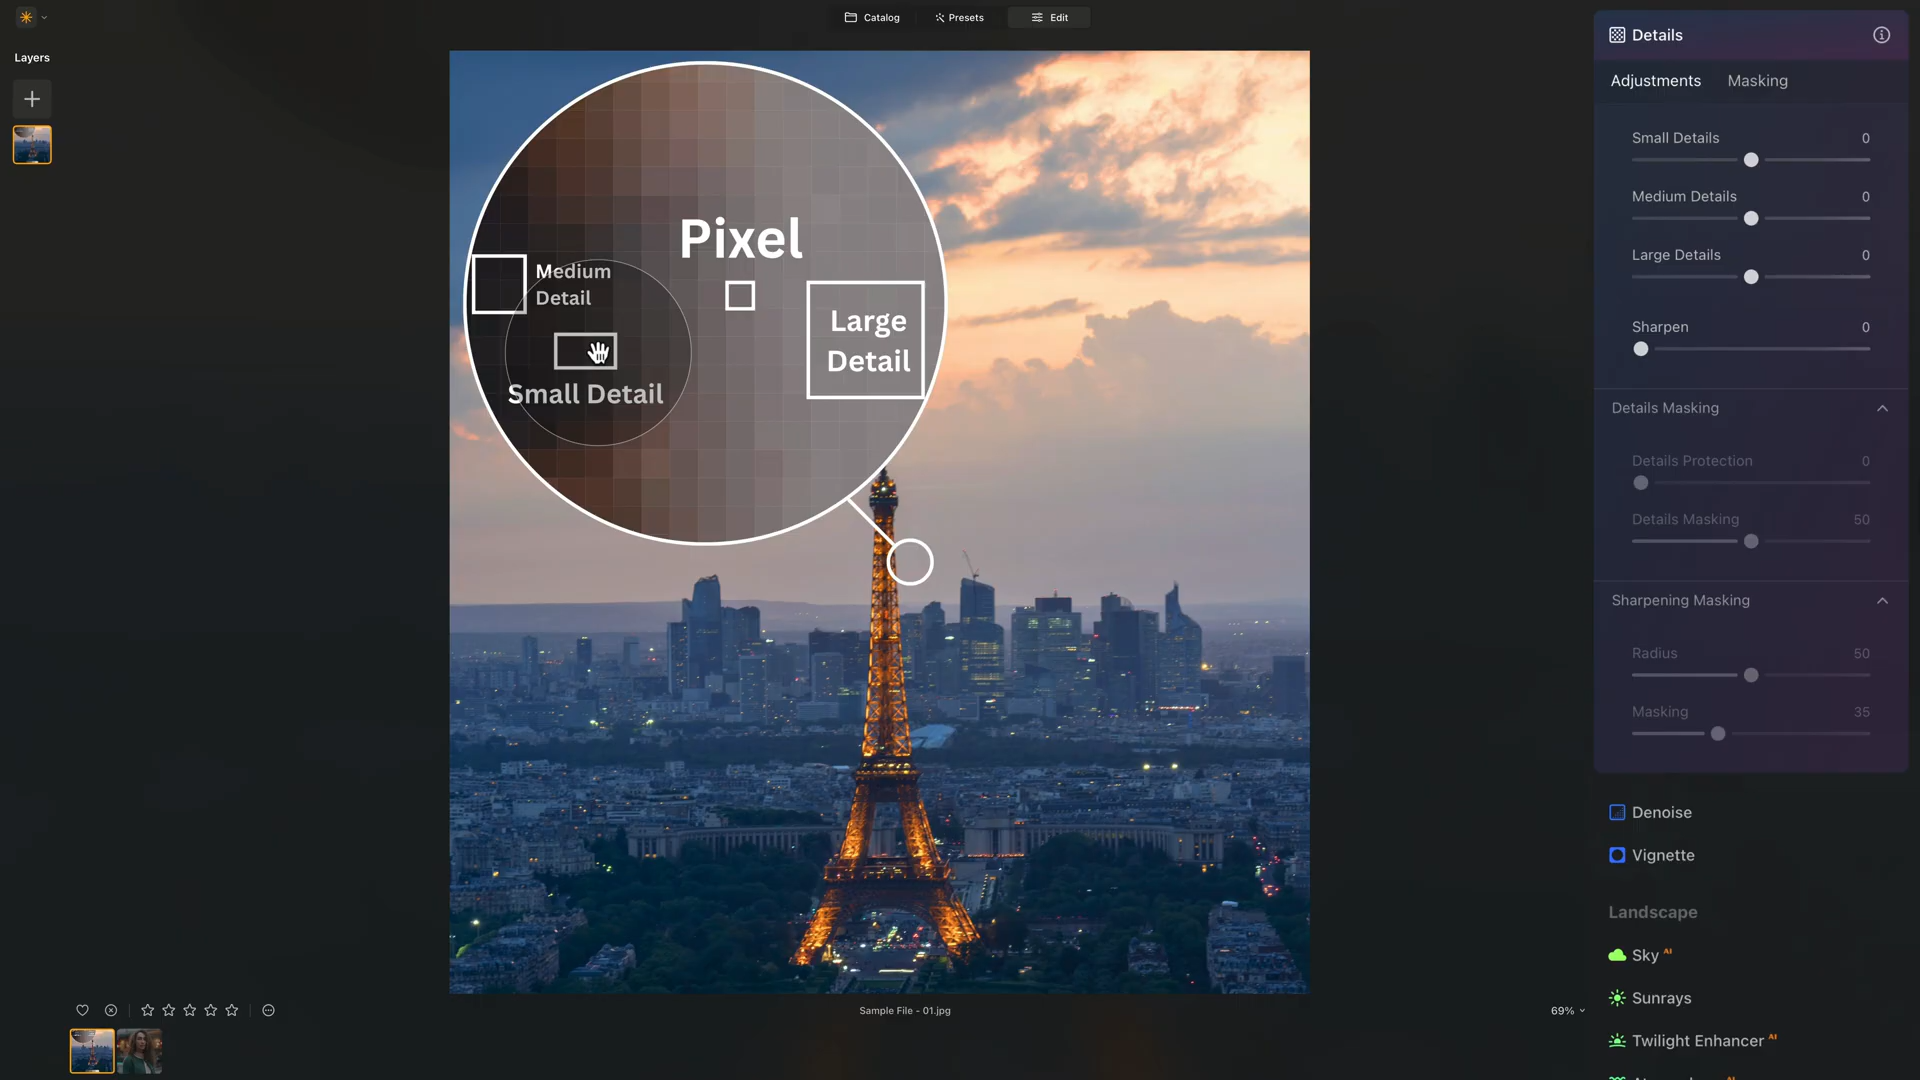 Catalog
Presets
Edit
Layers
Pixel
Medium
Detail
Small Detail
Large
Detail
Sample File - 01.jpg
69%
Details
Adjustments
Masking
Small Details 0
Medium Details 0
Large Details 0
Sharpen 0
Details Masking
Details Protection 0
Details Masking 50
Sharpening Masking
Radius 50
Masking 35
Denoise
Vignette
Landscape
Sky AI
Sunrays
Twilight Enhancer AI